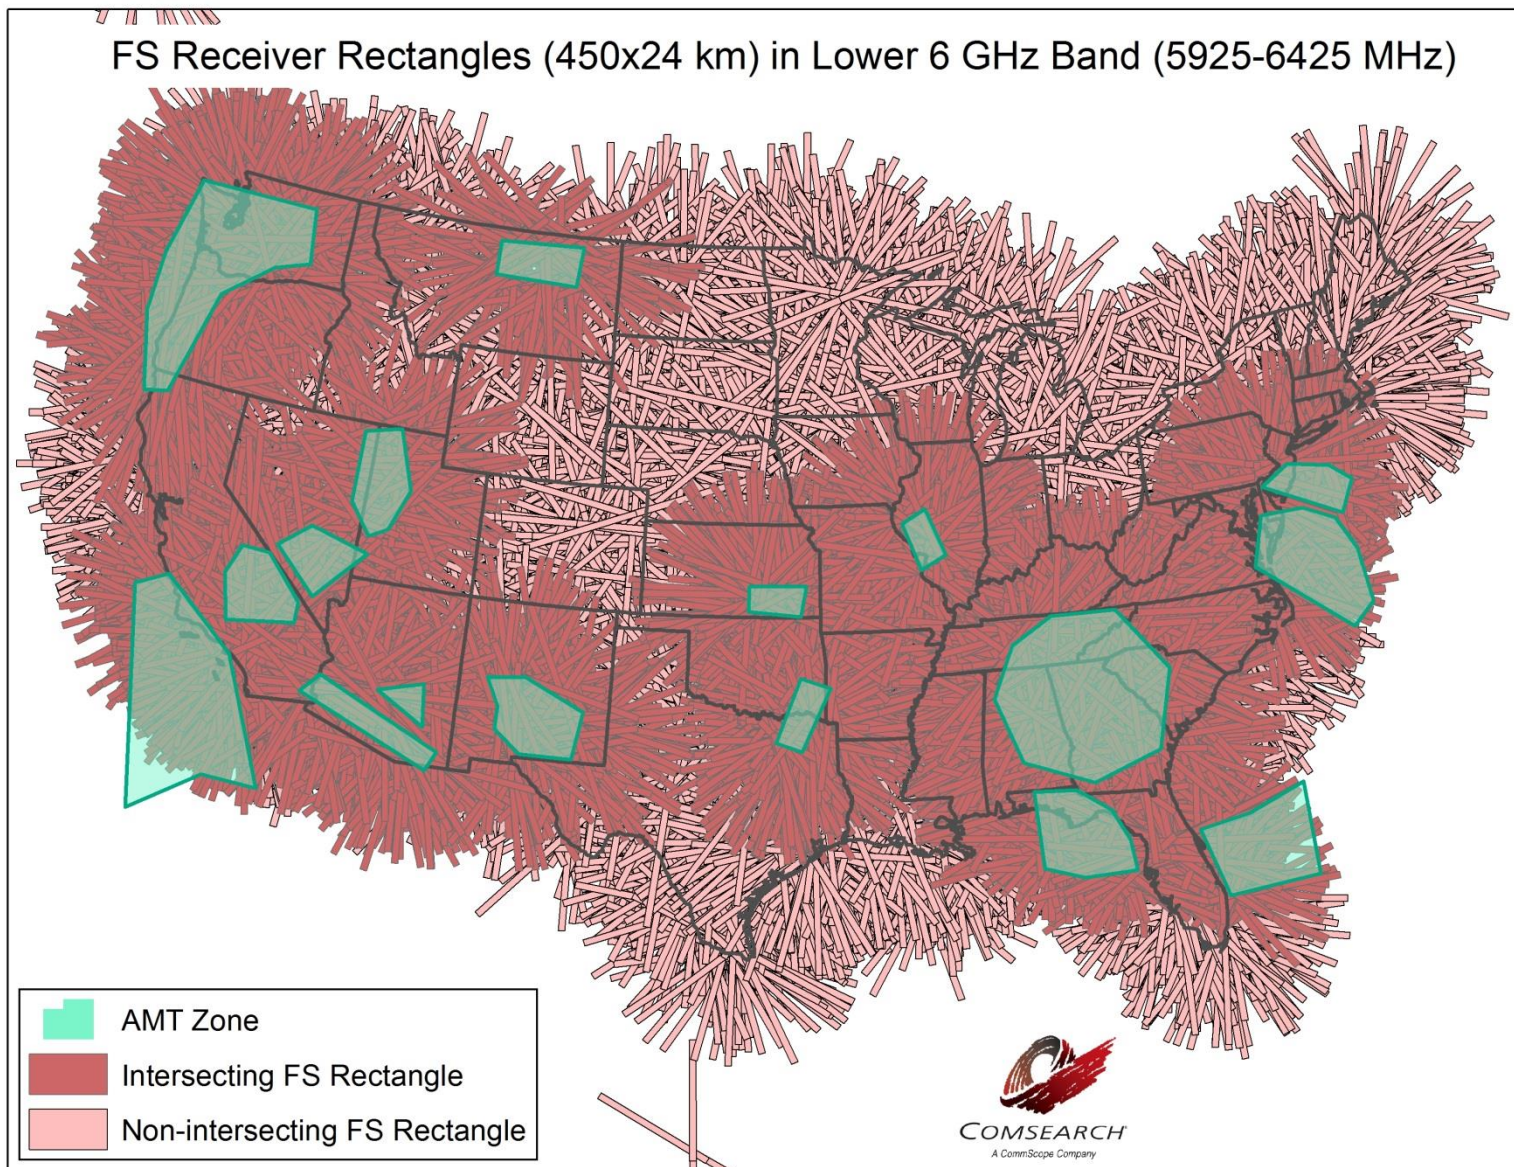 FS Receiver Rectangles (450x24 km) in Lower 6 GHz Band (5925-6425 MHz)
AMT Zone
Intersecting FS Rectangle
Non-intersecting FS Rectangle
COMSEARCH
A CommScope Company